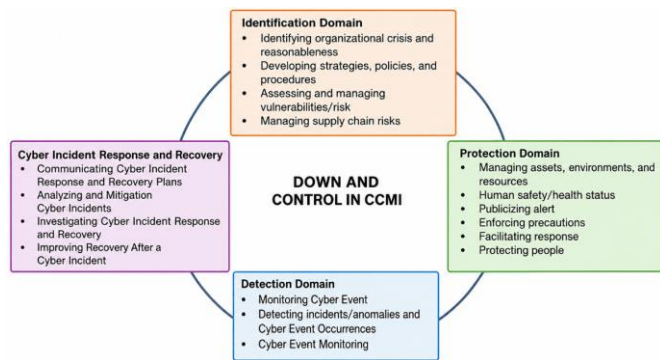 Identification Domain
• Identifying organizational crisis and
reasonableness
• Developing strategies, policies, and
procedures
• Assessing and managing
vulnerabilities/risk
• Managing supply chain risks
Cyber Incident Response and Recovery
• Communicating Cyber Incident
Response and Recovery Plans
• Analyzing and Mitigation
Cyber Incidents
• Investigating Cyber Incident Response
and Recovery
• Improving Recovery After a
Cyber Incident
DOWN AND
CONTROL IN CCMI
Protection Domain
• Managing assets, environments, and
resources
• Human safety/health status
• Publicizing alert
• Enforcing precautions
• Facilitating response
• Protecting people
Detection Domain
• Monitoring Cyber Event
• Detecting incidents/anomalies and
Cyber Event Occurrences
• Cyber Event Monitoring